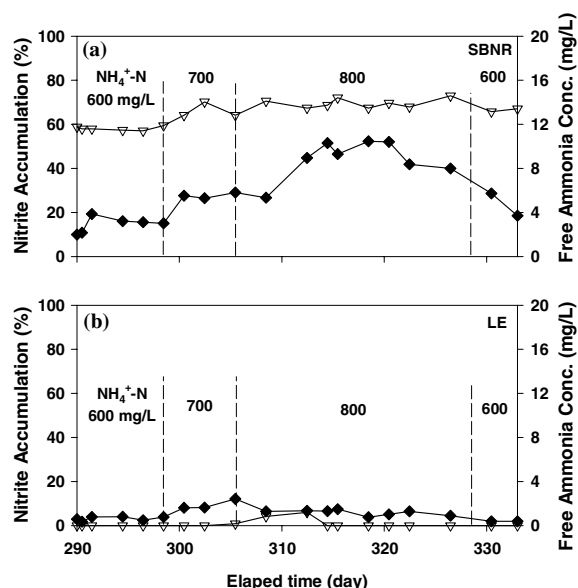 (a)
SBNR
NH₄⁺-N
600 mg/L
700
800
600
Nitrite Accumulation (%)
100
80
60
40
20
0
Free Ammonia Conc. (mg/L)
20
16
12
8
4
0
(b)
LE
NH₄⁺-N
600 mg/L
700
800
600
Nitrite Accumulation (%)
100
80
60
40
20
0
Free Ammonia Conc. (mg/L)
20
16
12
8
4
0
290
300
310
320
330
Elaped time (day)